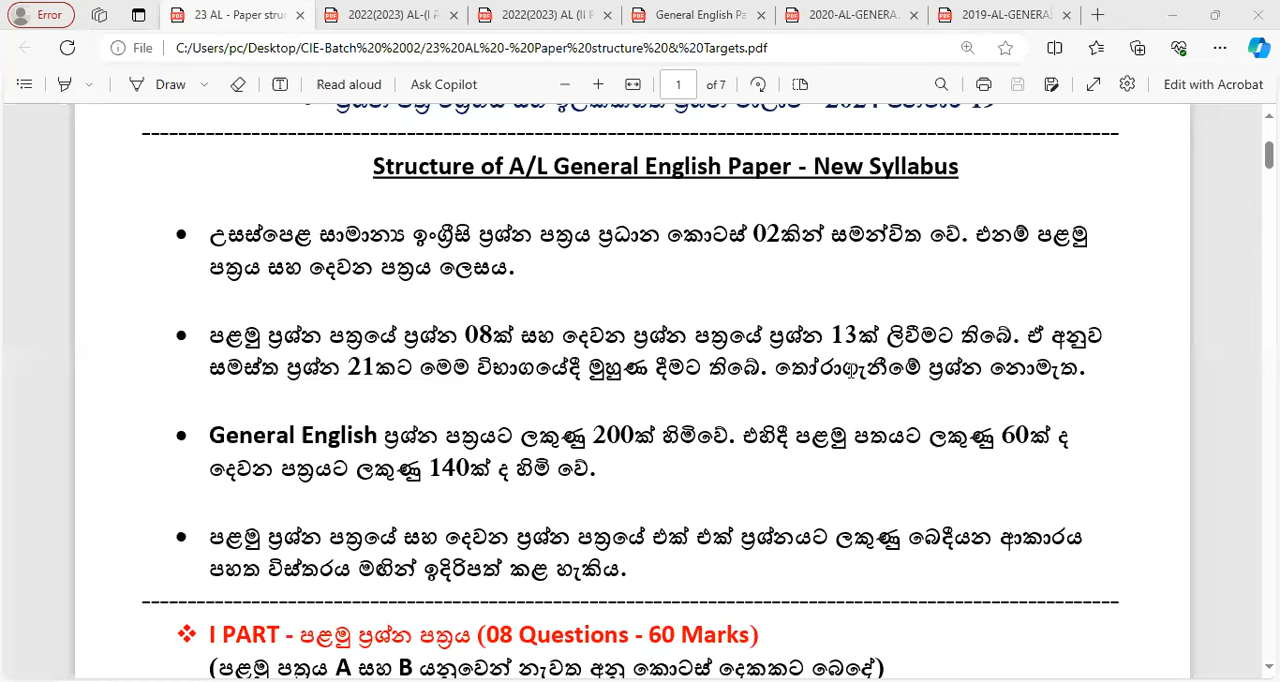 Error
23 AL - Paper struc
2022(2023) AL-(I
2022(2023) AL (II P
General English Pa
2020-AL-GENERA
2019-AL-GENERAL
File
C:/Users/pc/Desktop/CIE-Batch%20%2002/23%20AL%20-%20Paper%20structure%20&%20Targets.pdf
Draw
Read aloud
Ask Copilot
1
of 7
Edit with Acrobat
Structure of A/L General English Paper - New Syllabus
• උසස්පෙළ සාමාන්‍ය ඉංග්‍රීසි ප්‍රශ්න පත්‍රය ප්‍රධාන කොටස් 02කින් සමන්විත වේ. එනම් පළමු
පත්‍රය සහ දෙවන පත්‍රය ලෙසය.
• පළමු ප්‍රශ්න පත්‍රයේ ප්‍රශ්න 08ක් සහ දෙවන ප්‍රශ්න පත්‍රයේ ප්‍රශ්න 13ක් ලිවීමට තිබේ. ඒ අනුව
සමස්ත ප්‍රශ්න 21කට මෙම විභාගයේදී මුහුණ දීමට තිබේ. තෝරාගැනීමේ ප්‍රශ්න නොමැත.
• General English ප්‍රශ්න පත්‍රයට ලකුණු 200ක් හිමිවේ. එහිදී පළමු පතයට ලකුණු 60ක් ද
දෙවන පත්‍රයට ලකුණු 140ක් ද හිමි වේ.
• පළමු ප්‍රශ්න පත්‍රයේ සහ දෙවන ප්‍රශ්න පත්‍රයේ එක් එක් ප්‍රශ්නයට ලකුණු බෙදීයන ආකාරය
පහත විස්තරය මඟින් ඉදිරිපත් කළ හැකිය.
❖ I PART - පළමු ප්‍රශ්න පත්‍රය (08 Questions - 60 Marks)
(පළමු පත්‍රය A සහ B යනුවෙන් නැවත අනු කොටස් දෙකකට බෙදේ)